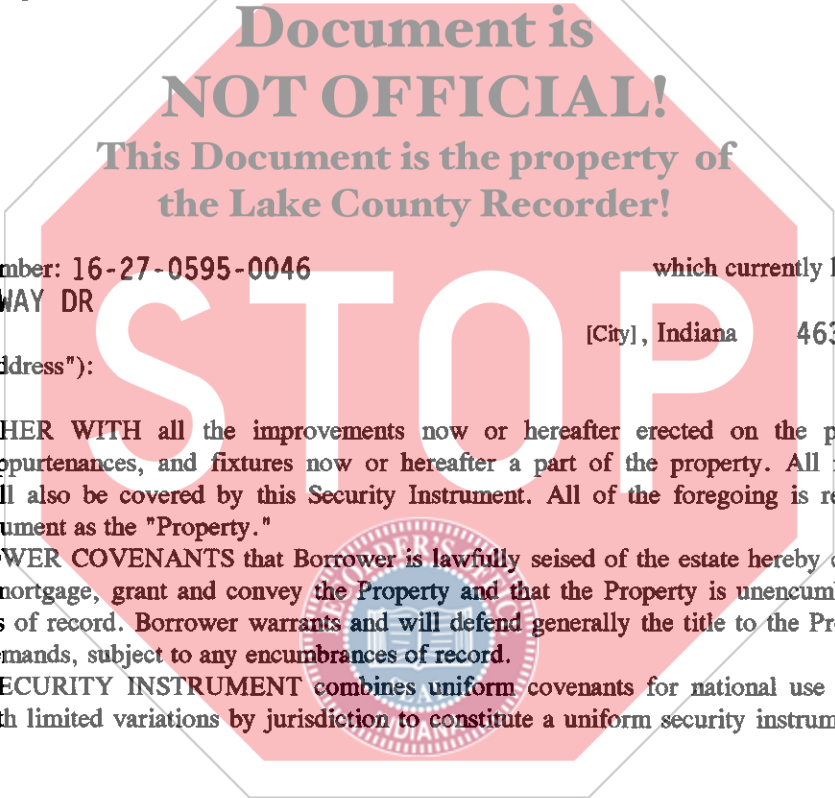 Document is
NOT OFFICIAL!
This Document is the property of
the Lake County Recorder!
mber: 16-27-0595-0046 which currently
WAY DR
[City], Indiana 463
ddress"):
STOP
HER WITH all the improvements now or hereafter erected on the p
ppurtenances, and fixtures now or hereafter a part of the property. All
ll also be covered by this Security Instrument. All of the foregoing is re
ument as the "Property."
WER COVENANTS that Borrower is lawfully seised of the estate hereby
mortgage, grant and convey the Property and that the Property is unencum
s of record. Borrower warrants and will defend generally the title to the Pro
mands, subject to any encumbrances of record.
ECURITY INSTRUMENT combines uniform covenants for national use
th limited variations by jurisdiction to constitute a uniform security instrum